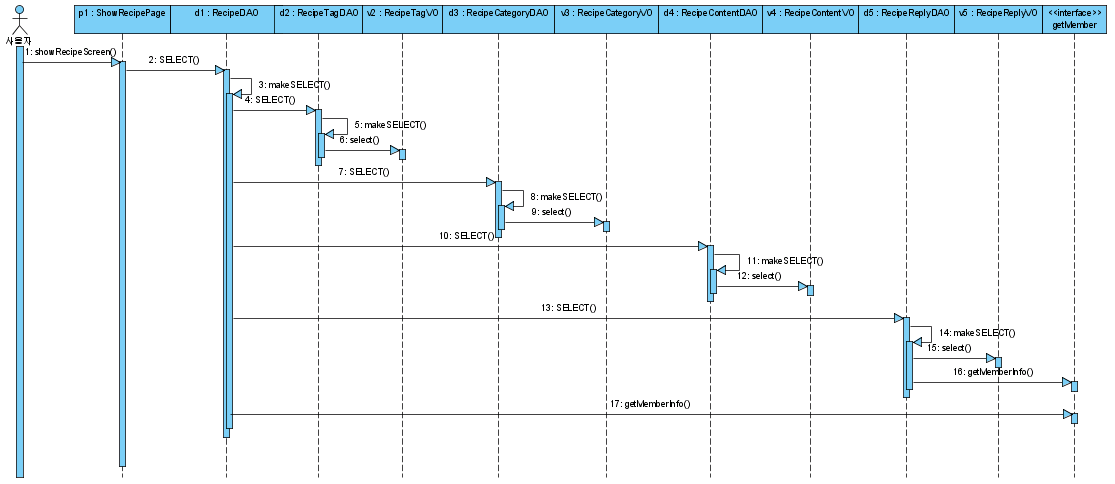 p1 : ShowRecipePage
d1 : RecipeDAO
d2 : RecipeTagDAO
v2 : RecipeTagVO
d3 : RecipeCategoryDAO
v3 : RecipeCategoryVO
d4 : RecipeContentDAO
v4 : RecipeContentVO
d5 : RecipeReplyDAO
v5 : RecipeReplyVO
<<interface>>
getMember
사용자
1: showRecipeScreen()
2: SELECT()
3: makeSELECT()
4: SELECT()
5: makeSELECT()
6: select()
7: SELECT()
8: makeSELECT()
9: select()
10: SELECT()
11: makeSELECT()
12: select()
13: SELECT()
14: makeSELECT()
15: select()
16: getMemberInfo()
17: getMemberInfo()